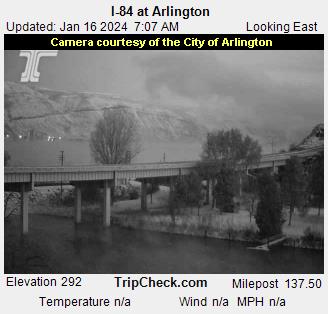 I-84 at Arlington
Updated: Jan 16 2024 7:07 AM Looking East
Camera courtesy of the City of Arlington
Elevation 292 TripCheck.com Milepost 137.50
Temperature n/a Wind n/a MPH n/a